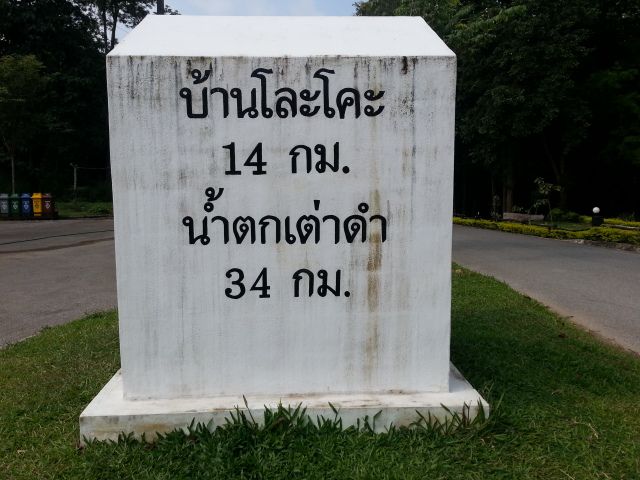 บ้านโละโคะ
14 กม.
น้ำตกเต่าดำ
34 กม.